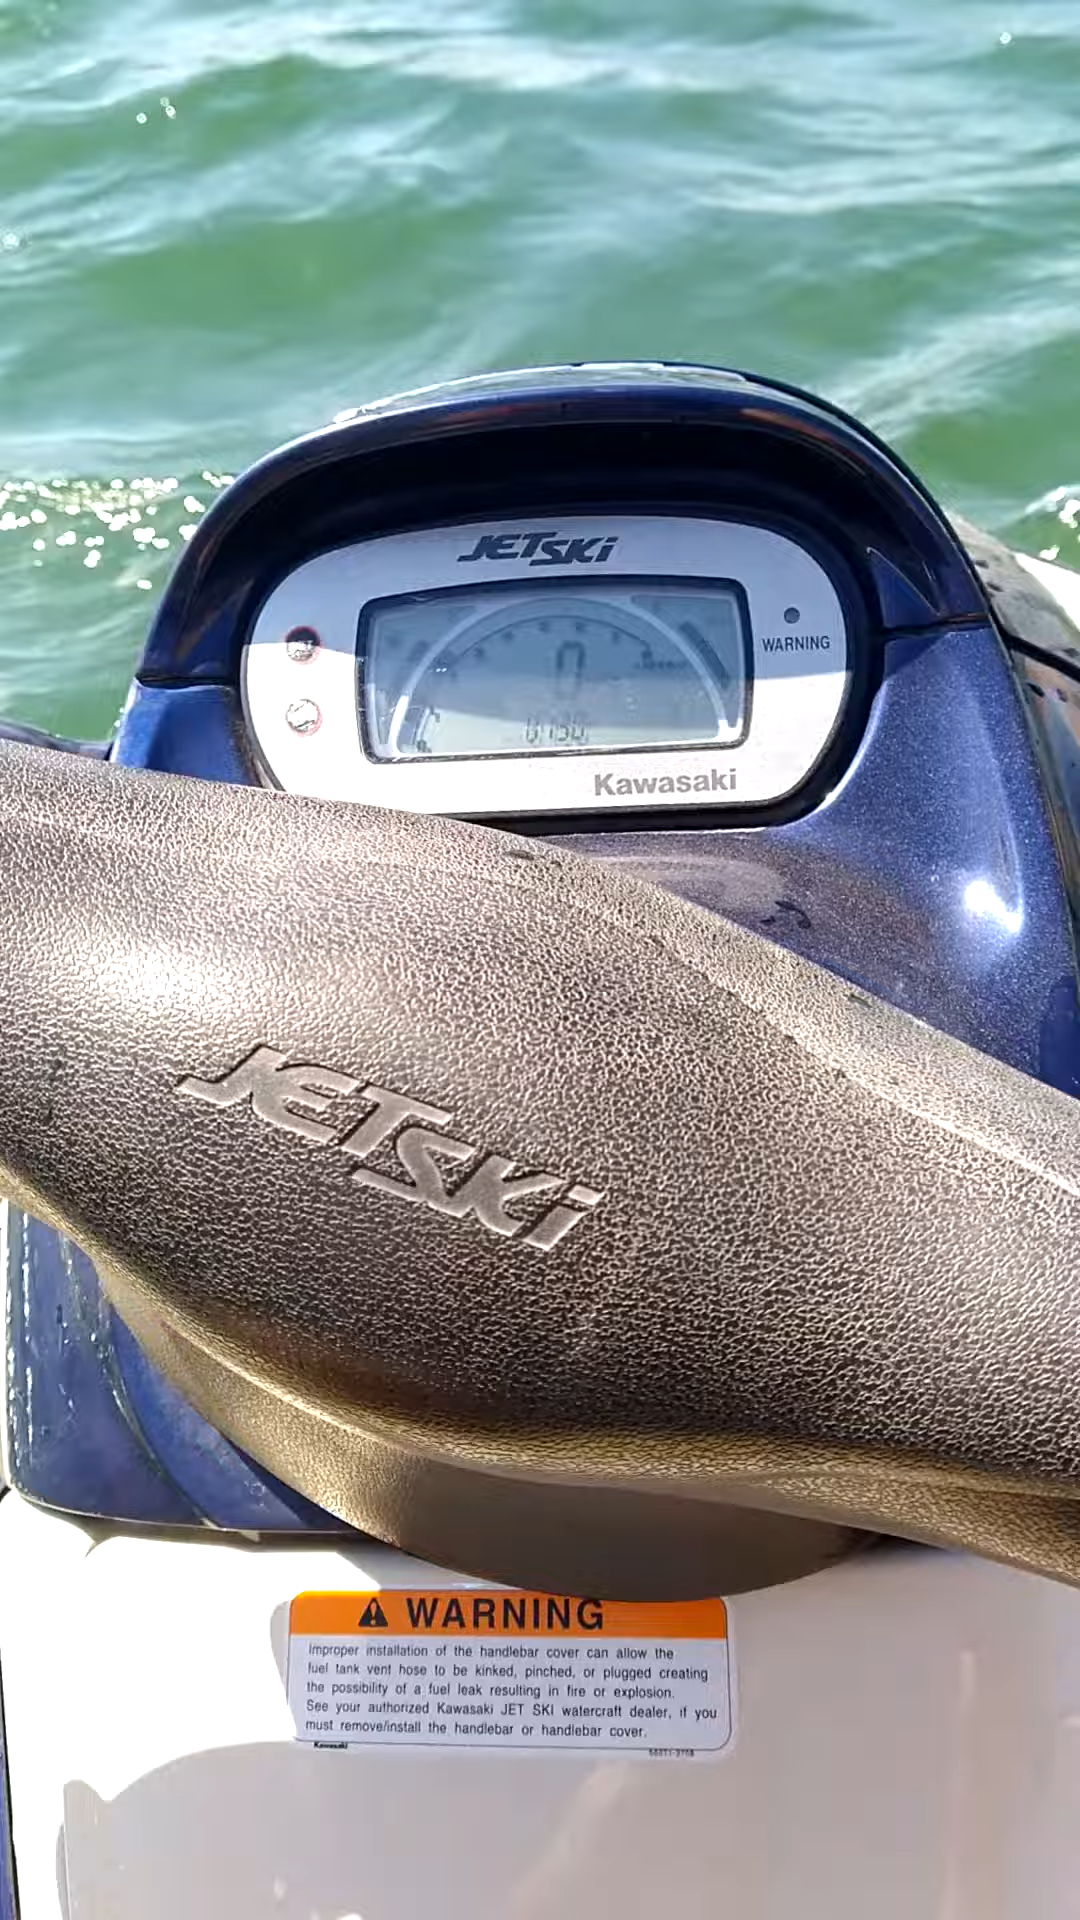 JETSKi
WARNING
0
Kawasaki
JETSKi
WARNING
Improper installation of the handlebar cover can allow the
fuel tank vent hose to be kinked, pinched, or plugged creating
the possibility of a fuel leak resulting in fire or explosion.
See your authorized Kawasaki JET SKI watercraft dealer, if you
must remove/install the handlebar or handlebar cover.
Kawasaki